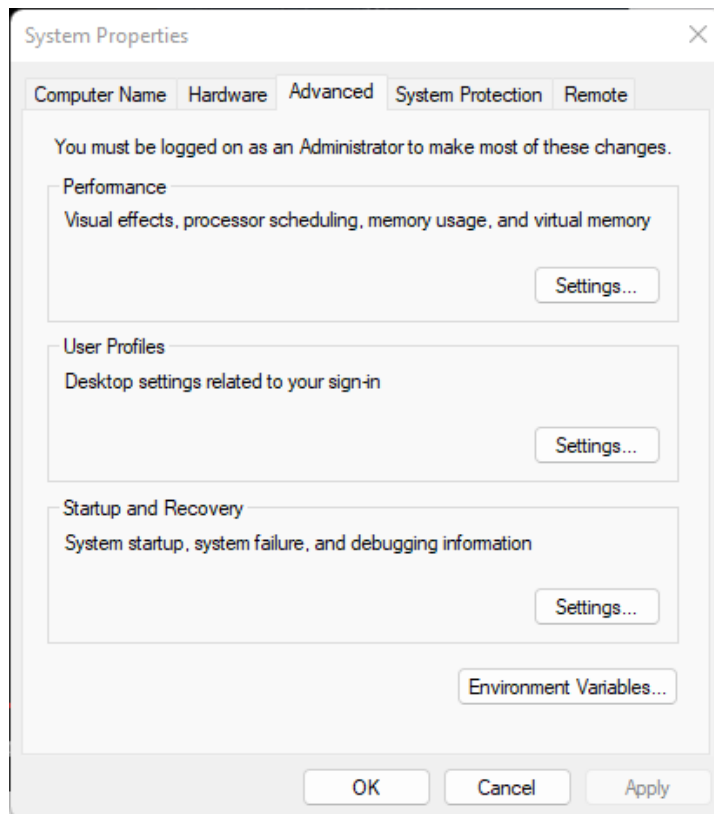 System Properties
Computer Name Hardware Advanced System Protection Remote
You must be logged on as an Administrator to make most of these changes.
Performance
Visual effects, processor scheduling, memory usage, and virtual memory
Settings...
User Profiles
Desktop settings related to your sign-in
Settings...
Startup and Recovery
System startup, system failure, and debugging information
Settings...
Environment Variables...
OK Cancel Apply